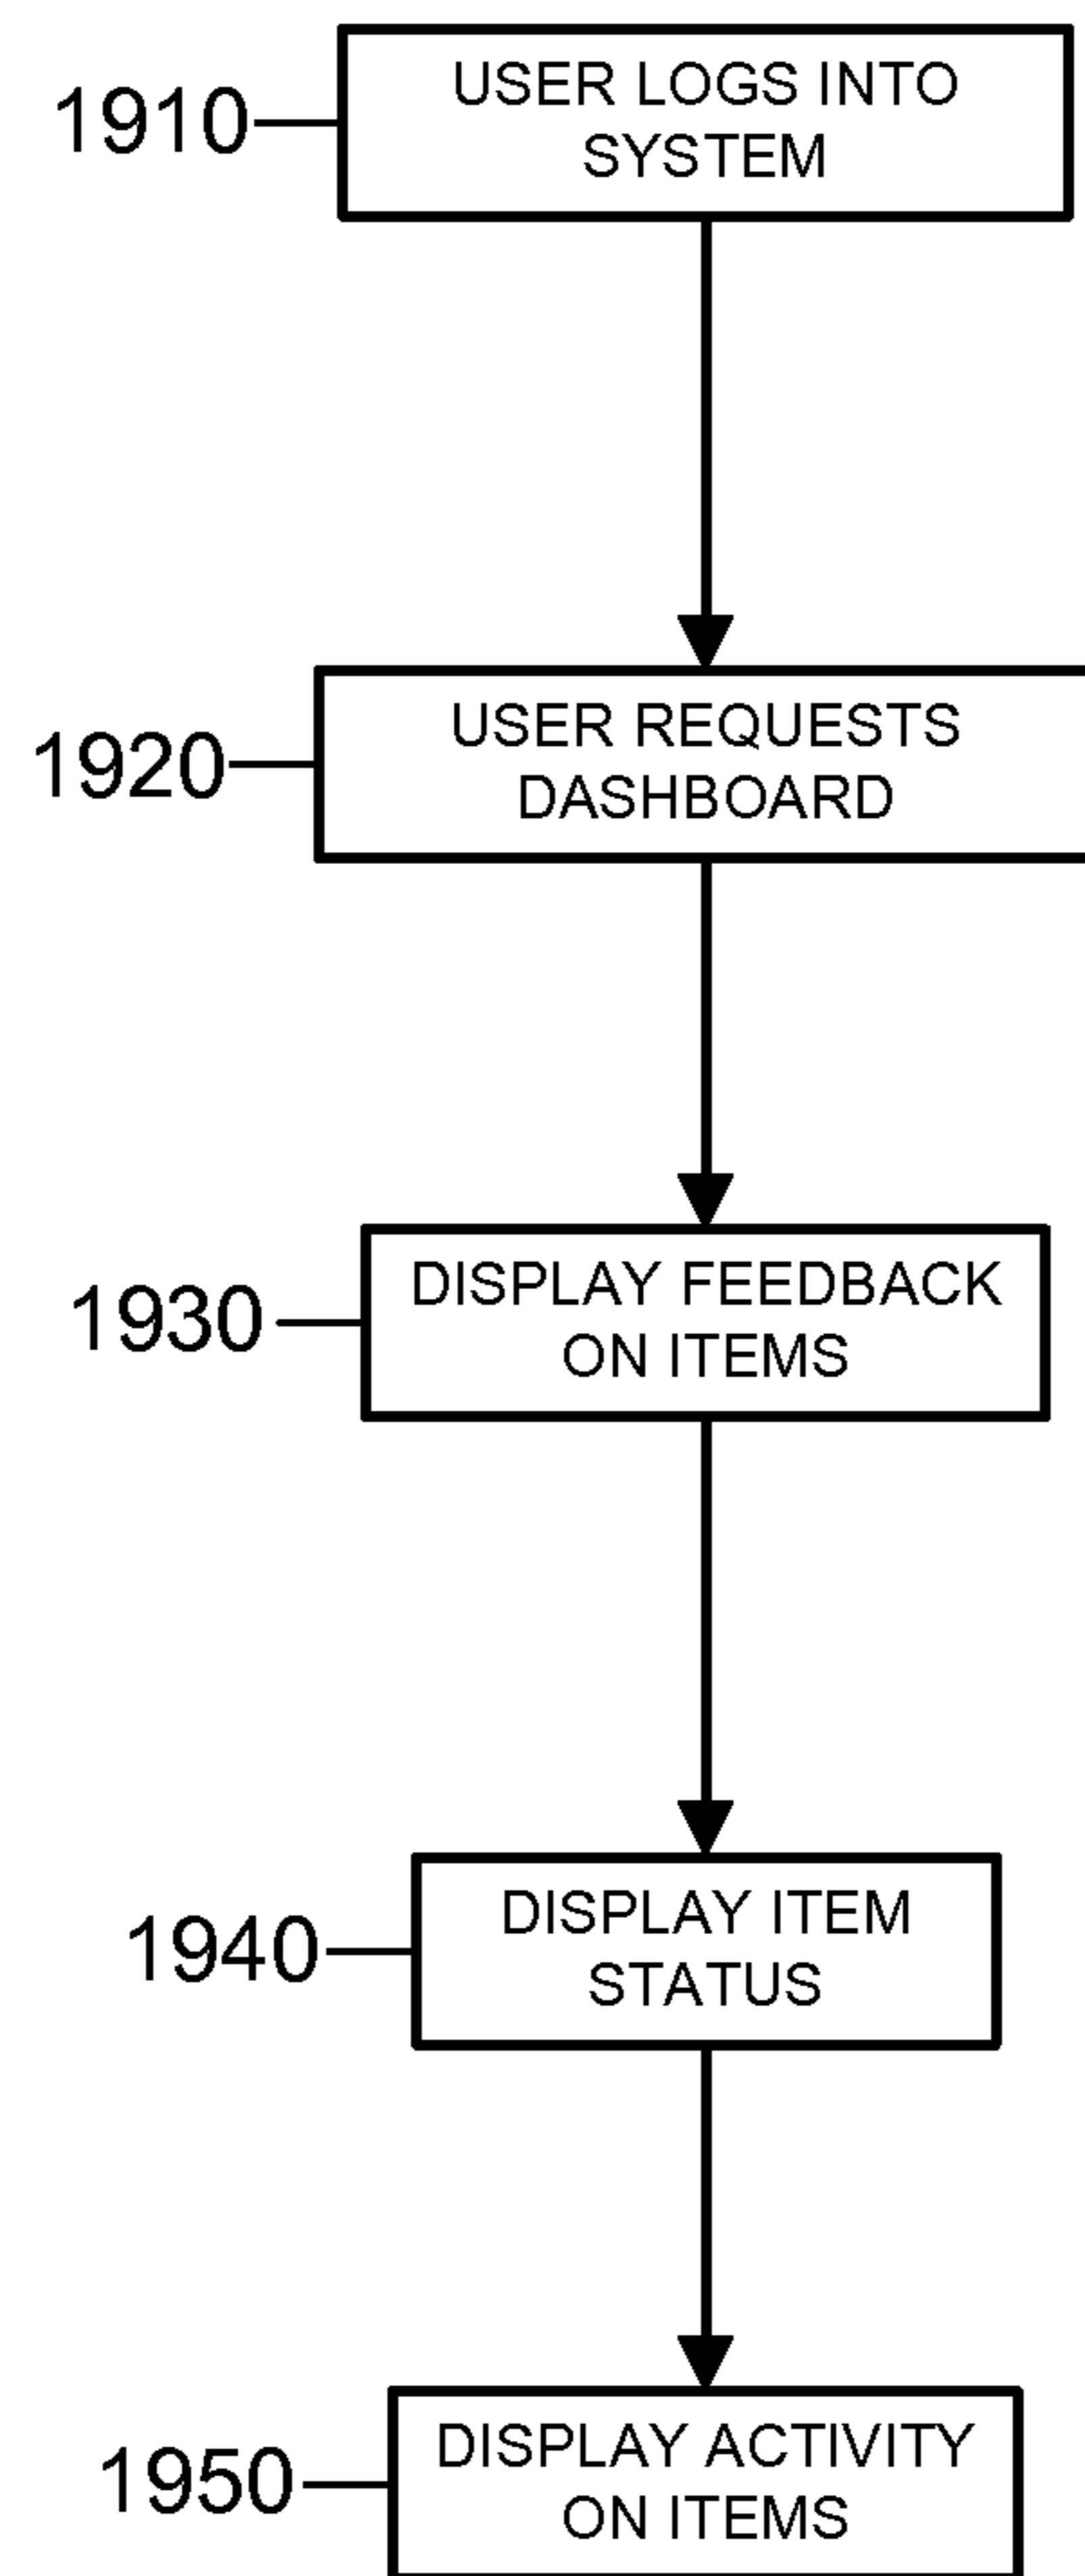 1910
USER LOGS INTO
SYSTEM
1920
USER REQUESTS
DASHBOARD
1930
DISPLAY FEEDBACK
ON ITEMS
1940
DISPLAY ITEM
STATUS
1950
DISPLAY ACTIVITY
ON ITEMS